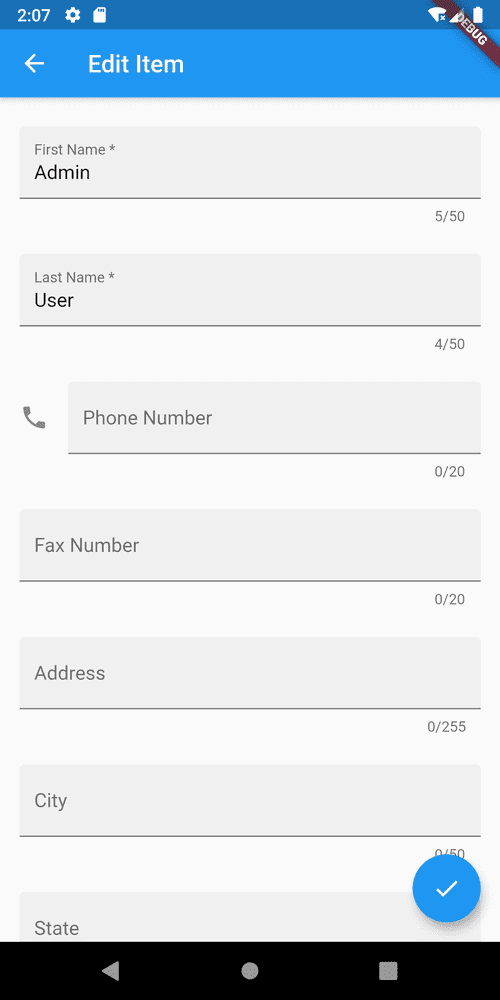 2:07
DEBUG
Edit Item
First Name *
Admin
5/50
Last Name *
User
4/50
Phone Number
0/20
Fax Number
0/20
Address
0/255
City
0/50
State